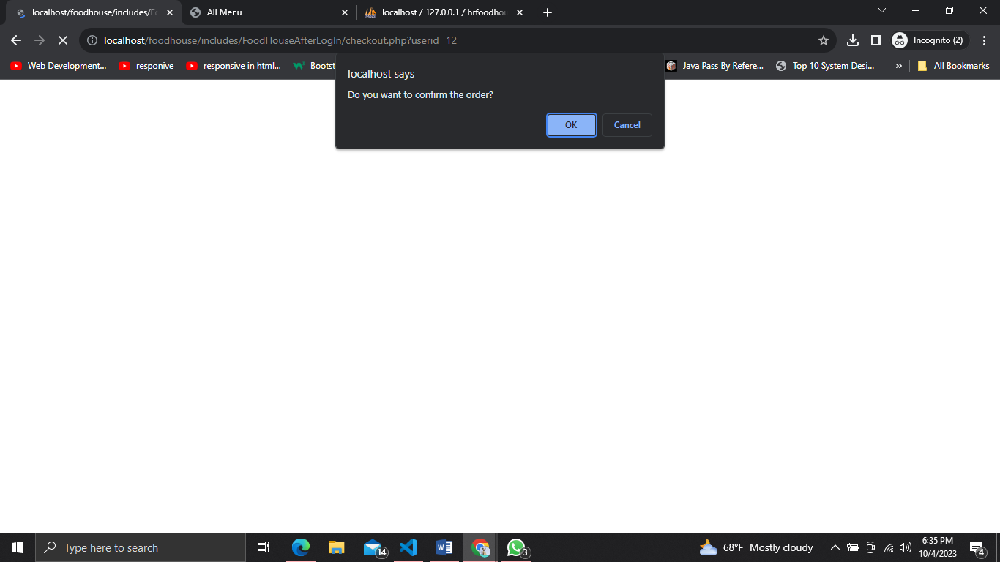 localhost/foodhouse/includes/Fo
All Menu
localhost / 127.0.0.1 / hrfoodhou
localhost/foodhouse/includes/FoodHouseAfterLogIn/checkout.php?userid=12
Incognito (2)
Web Development...
responive
responsive in html...
Bootst
Java Pass By Refere...
Top 10 System Desi...
»
All Bookmarks
localhost says
Do you want to confirm the order?
OK
Cancel
Type here to search
14
3
68°F Mostly cloudy
6:35 PM
10/4/2023
4